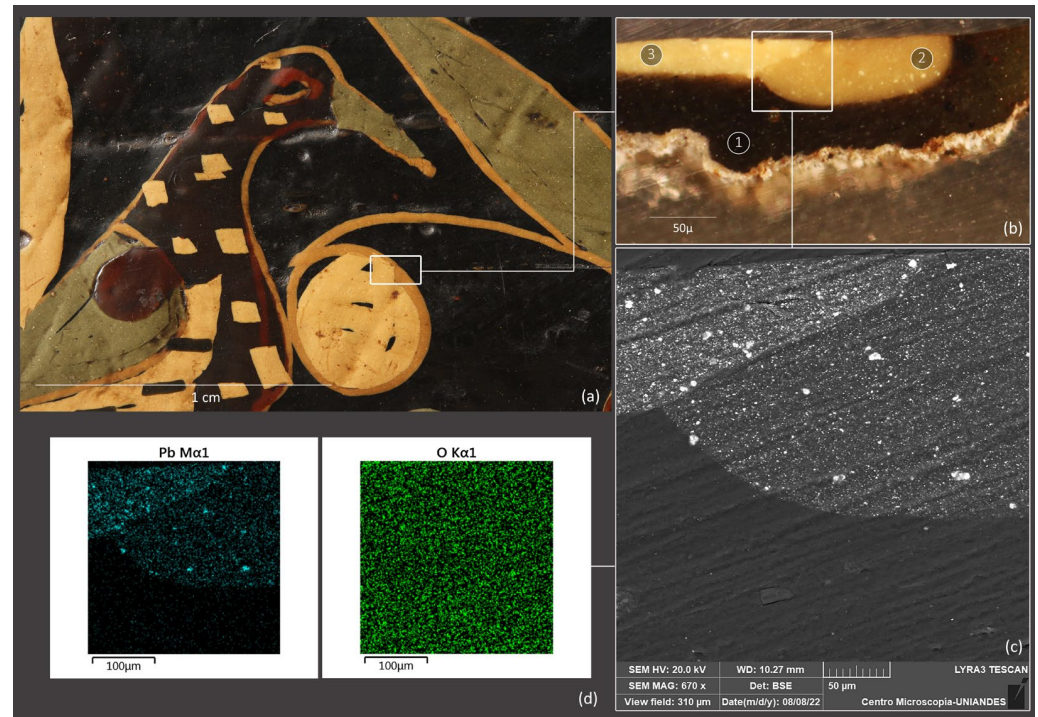 1 cm
(a)
3
2
1
50µ
(b)
(c)
SEM HV: 20.0 kV
WD: 10.27 mm
LYRA3 TESCAN
SEM MAG: 670 x
Det: BSE
50 µm
View field: 310 µm
Date(m/d/y): 08/08/22
Centro Microscopia-UNIANDES
Pb Mα1
O Kα1
100µm
100µm
(d)